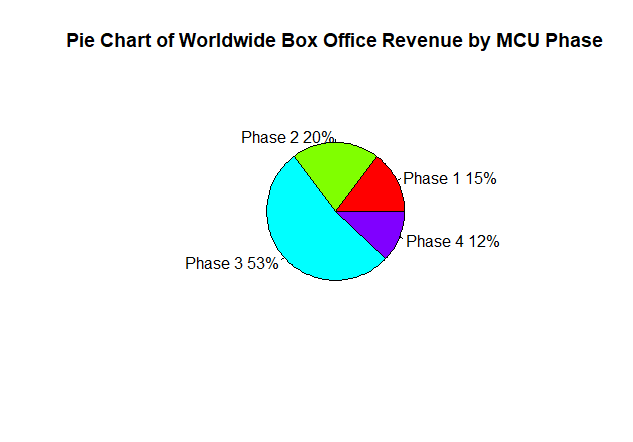 Pie Chart of Worldwide Box Office Revenue by MCU Phase
Phase 2 20%
Phase 1 15%
Phase 4 12%
Phase 3 53%